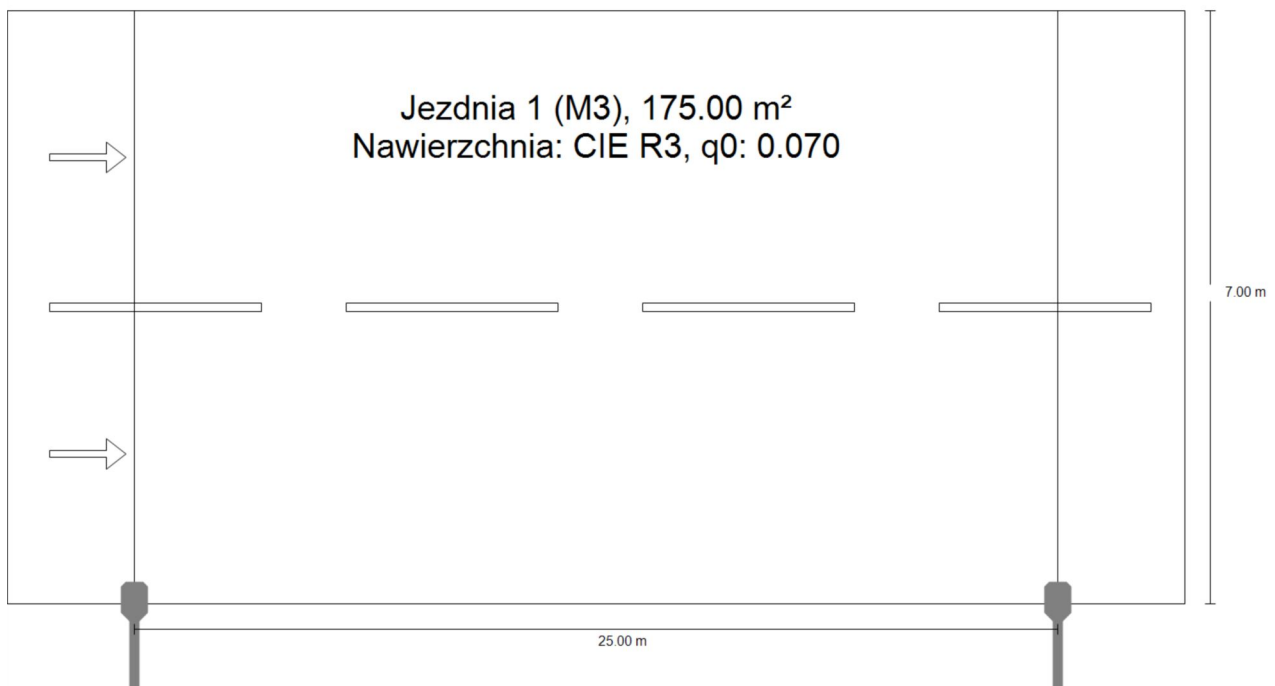 Jezdnia 1 (M3), 175.00 m²
Nawierzchnia: CIE R3, q0: 0.070
7.00 m
25.00 m